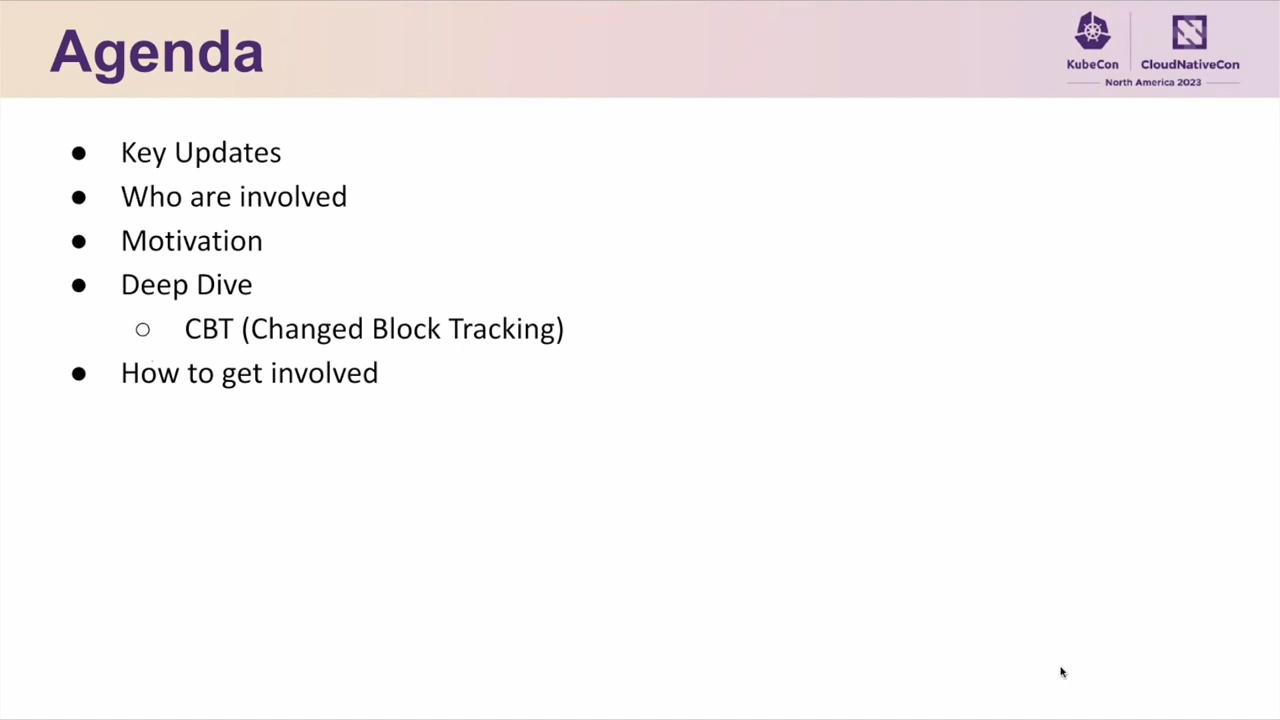 Agenda
KubeCon
CloudNativeCon
North America 2023
● Key Updates
● Who are involved
● Motivation
● Deep Dive
○ CBT (Changed Block Tracking)
● How to get involved